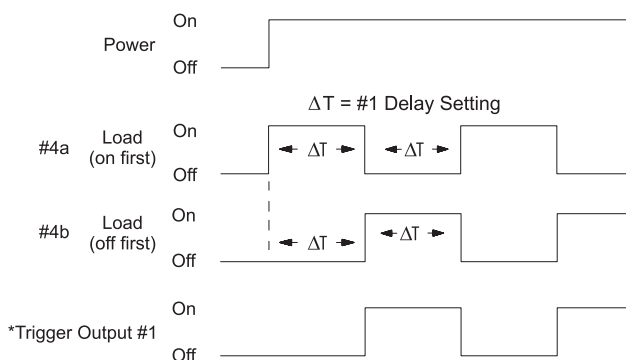 On
Power
Off
ΔT = #1 Delay Setting
On
#4a Load
(on first)
ΔT ΔT
Off
On
#4b Load
(off first)
ΔT ΔT
Off
On
*Trigger Output #1
Off